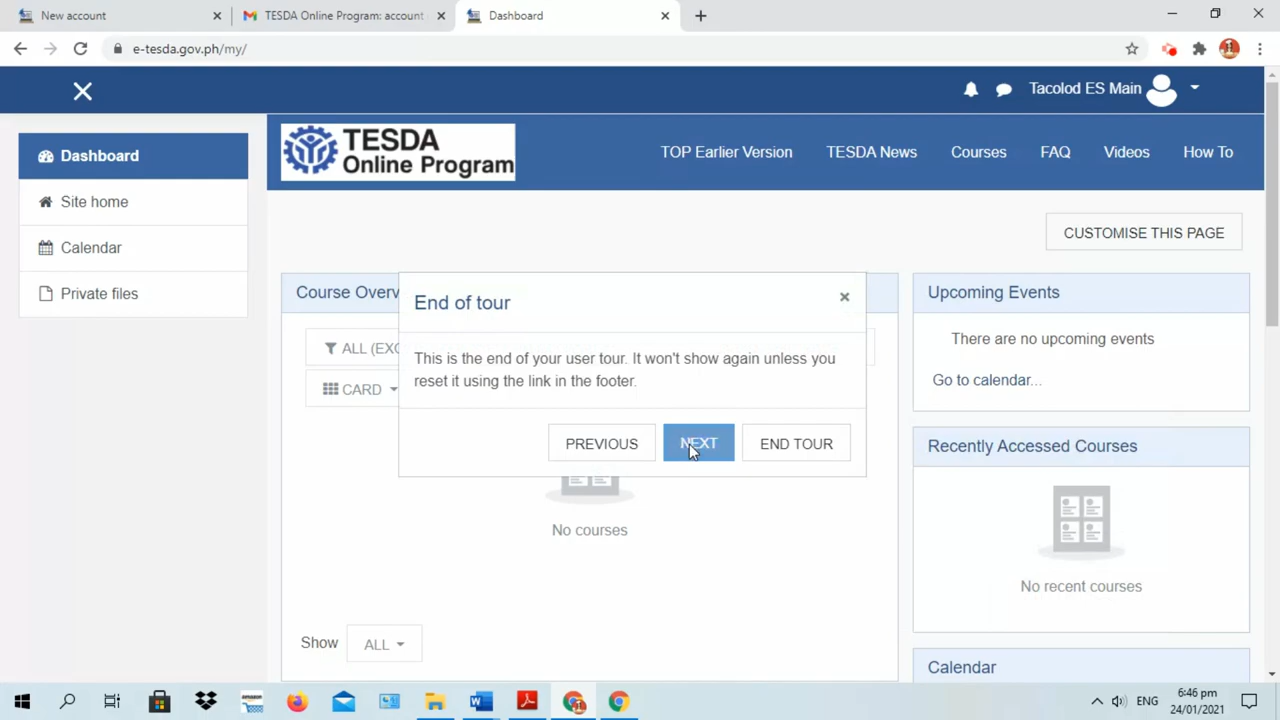 New account
TESDA Online Program: account
Dashboard
e-tesda.gov.ph/my/
Tacolod ES Main
Dashboard
Site home
Calendar
Private files
TESDA
Online Program
TOP Earlier Version
TESDA News
Courses
FAQ
Videos
How To
CUSTOMISE THIS PAGE
Course Overv
ALL (EXC
CARD
End of tour
This is the end of your user tour. It won't show again unless you
reset it using the link in the footer.
PREVIOUS
NEXT
END TOUR
No courses
Show
ALL
Upcoming Events
There are no upcoming events
Go to calendar...
Recently Accessed Courses
No recent courses
Calendar
ENG
6:46 pm
24/01/2021